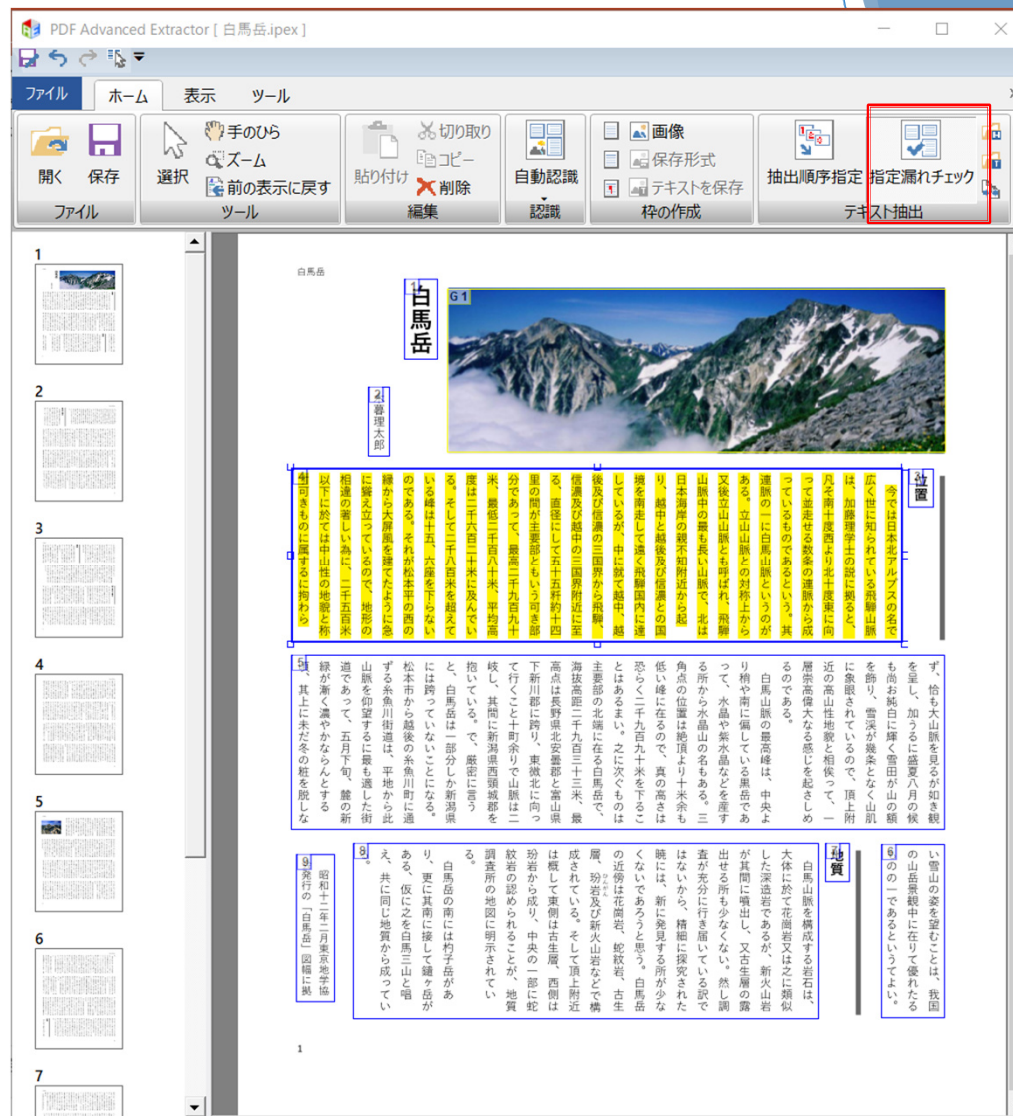 PDF Advanced Extractor [ 白馬岳.ipex ]
ファイル
ホーム
表示
ツール
開く
保存
ファイル
選択
手のひら
ズーム
前の表示に戻す
ツール
貼り付け
切り取り
コピー
削除
編集
自動認識
認識
画像
保存形式
テキストを保存
枠の作成
抽出順序指定
指定漏れチェック
テキスト抽出
1
2
3
4
5
6
7
白馬岳
1
白馬岳
G 1
2
暮理太郎
3
位置
4
今では日本北アルプスの名で
広く世に知られている飛騨山脈
は、加藤理学士の説に拠ると、
凡そ南十度西より北十度東に向
って並走せる数条の連脈から成
っているものであるという。其
連脈の一に白馬山脈というのが
ある。立山山脈との対称上から
又後立山山脈とも呼ばれ、飛騨
山脈中の最も長い山脈で、北は
日本海岸の親不知附近から起
り、越中と越後及び信濃との国
境を南走して遠く飛騨国内に達
しているが、中に就て越中、越
後及び信濃の三国界から飛騨、
信濃及び越中の三国界附近に至
る、直径にして五十五粁約十四
里の間が主要部ともいう可き部
分であって、最高二千九百九十
米、最低二千百八十米、平均高
度は二千六百二十米に及んでい
る。そして二千八百米を超えて
いる峰は十五、六座を下らない
のである。それが松本平の西の
縁から大屏風を建てたように急
に聳え立っているので、地形の
相違の著しい為に、二千五百米
以下に於ては中山性の地貌と称
可きものに属するに拘わら
5
ず、恰も大山脈を見るが如き観
を呈し、加うるに盛夏八月の候
も尚お純白に輝く雪田が山の額
を飾り、雪渓が幾条となく山肌
に象眼されているので、頂上附
近の高山性地貌と相俟って、一
層崇高偉大なる感じを起さしめ
るのである。
白馬山脈の最高峰は、中央よ
り稍や南に偏している黒岳であ
って、水晶や紫水晶などを産す
る所から水晶山の名もある。三
角点の位置は絶頂より十米余も
低い峰に在るので、真の高さは
恐らく二千九百九十米を下るこ
とはあるまい。之に次ぐものは
主要部の北端に在る白馬岳で、
海抜高距二千九百三十三米、最
高点は長野県北安曇郡と富山県
下新川郡に跨り、東微北に向っ
て行くこと十町余りで山脈は二
岐し、其間に新潟県西頸城郡を
抱いている。で、厳密に言う
と、白馬岳は一部分しか新潟県
には跨っていないことになる。
松本市から越後の糸魚川町に通
ずる糸魚川街道は、平地から此
山脈を仰望するに最も適した街
道であって、五月下旬、麓の新
緑が漸く濃やかならんとする
、其上に未だ冬の粧を脱しな
6
い雪山の姿を望むことは、我国
の山岳景観中に在りて優れたる
のの一であるというてよい。
7
地質
8
白馬山脈を構成する岩石は、
大体に於て花崗岩又は之に類似
した深造岩であるが、新火山岩
が其間に噴出し、又古生層の露
出せる所も少なくない。然し調
査が充分に行き届いている訳で
はないから、精細に探究された
暁には、新に発見する所が少な
くないであろうと思う。白馬岳
の近傍は花崗岩、蛇紋岩、古生
層、玢岩及び新火山岩などで構
ひんがん
成されている。そして頂上附近
は概して東側は古生層、西側は
玢岩から成り、中央の一部に蛇
紋岩の認められることが、地質
調査所の地図に明示されてい
る。
白馬岳の南には杓子岳があ
り、更に其南に接して鑓ヶ岳が
ある、仮に之を白馬三山と唱
え、共に同じ地質から成ってい
。
9
昭和十二年二月東京地学協
発行の「白馬岳」図幅に拠
1